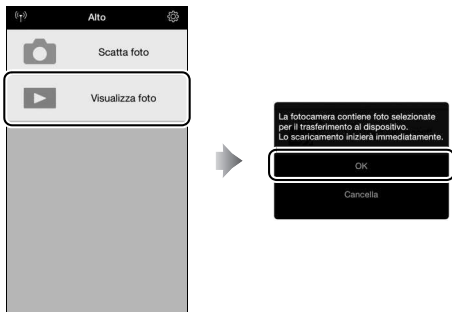 Alto
Scatta foto
Visualizza foto
La fotocamera contiene foto selezionate
per il trasferimento al dispositivo.
Lo scaricamento inizierà immediatamente.
OK
Cancella